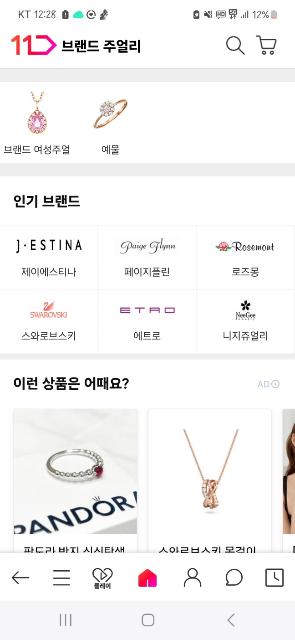 KT 12:28
12%
11 브랜드 주얼리
브랜드 여성주얼
예물
인기 브랜드
J·ESTINA
Paige Flynn
Rosemont
제이에스티나
페이지플린
로즈몽
SWAROVSKI
ETRO
NeeGee
스와로브스키
에트로
니지쥬얼리
이런 상품은 어때요?
AD
PANDORA
판도라 반지 심심탄생
스와로브스키 목걸이
플레이